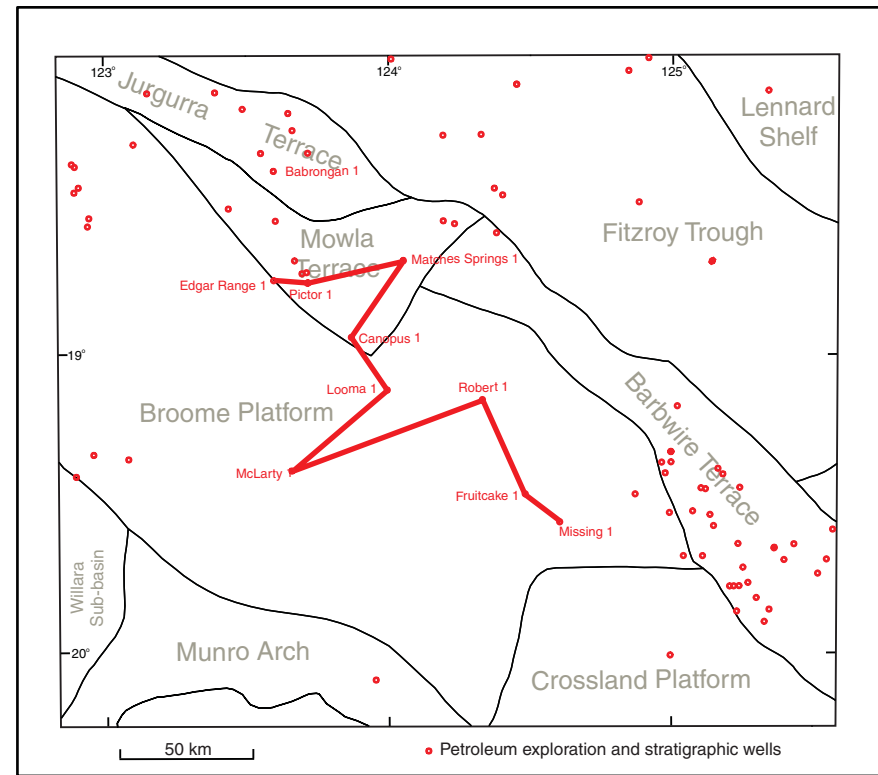 123°
124°
125°
Jurgurra
Terrace
Lennard
Shelf
Babrongan 1
Mowla
Terrace
Fitzroy Trough
Matches Springs 1
Edgar Range 1
Pictor 1
Canopus 1
19°
Looma 1
Robert 1
Broome Platform
Barbwire Terrace
McLarty 1
Fruitcake 1
Missing 1
Willara
Sub-basin
20°
Munro Arch
Crossland Platform
50 km
Petroleum exploration and stratigraphic wells